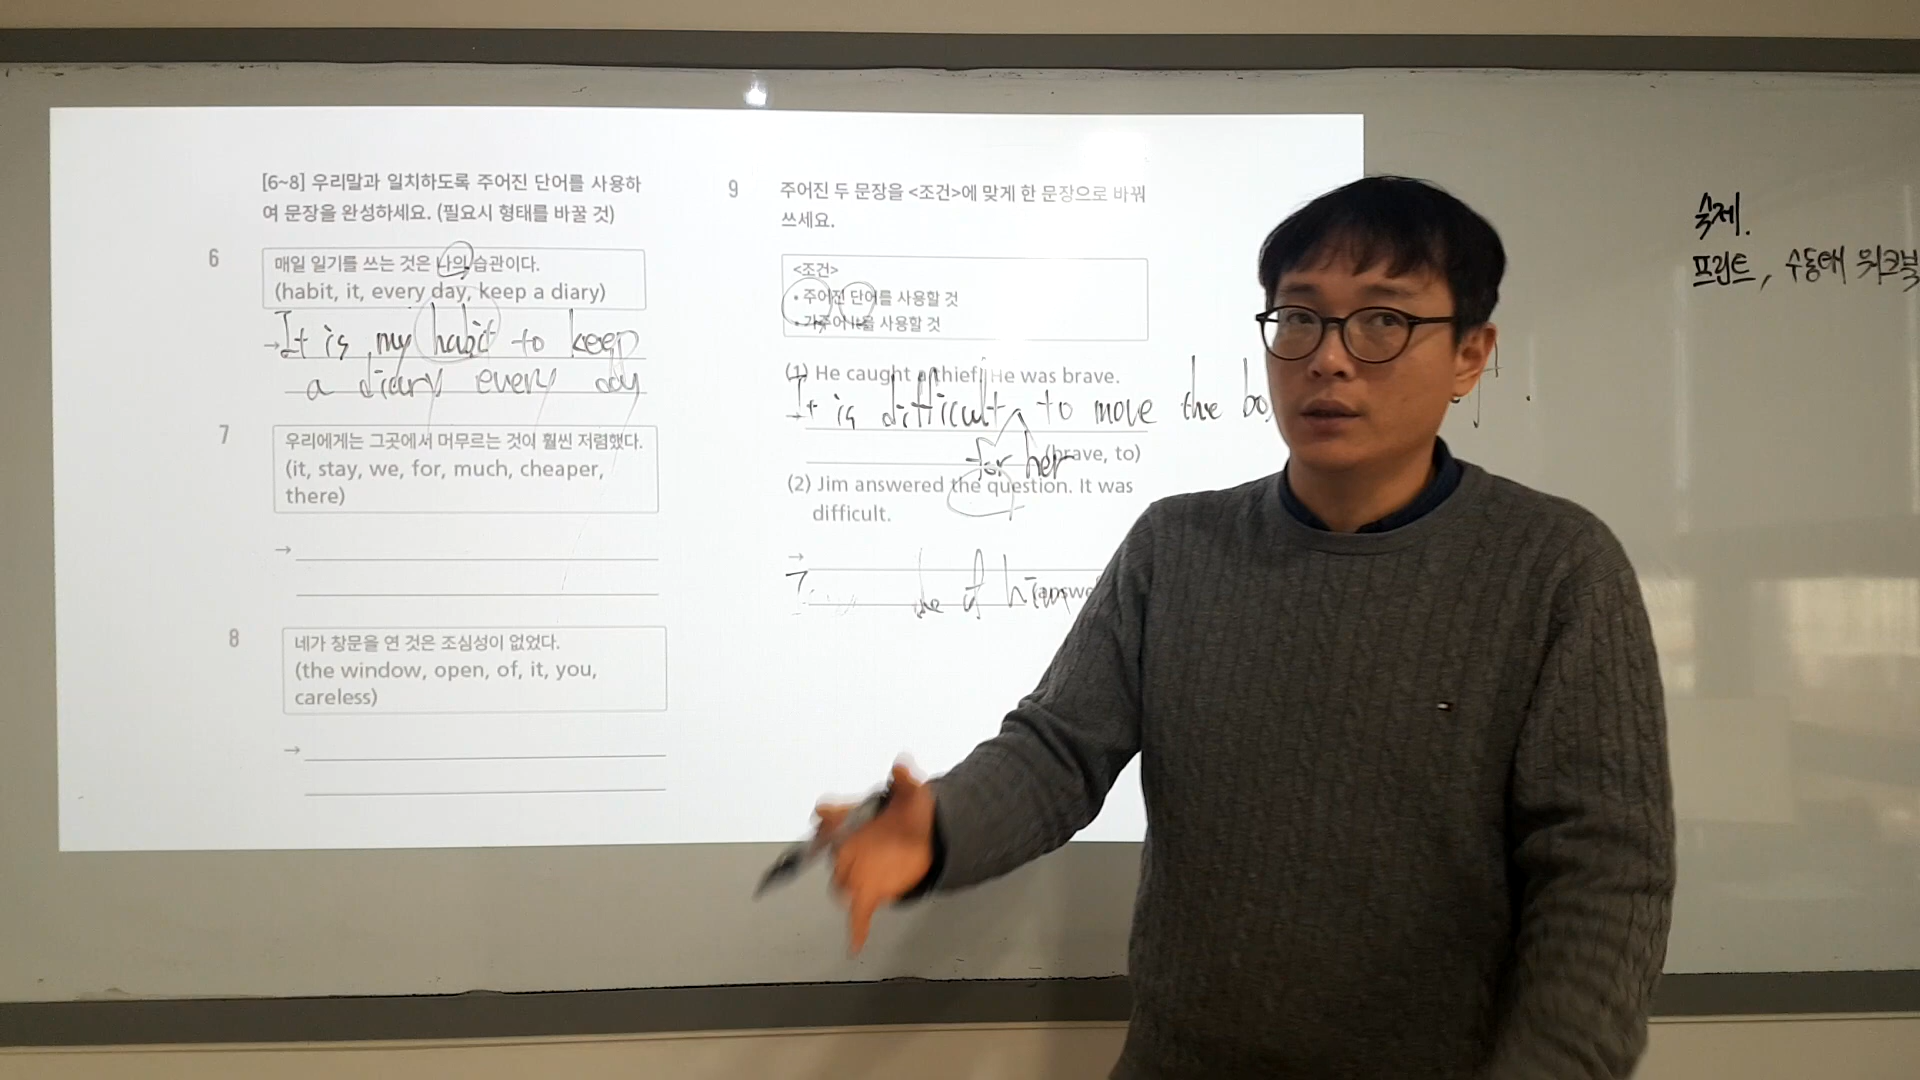 [6~8] 우리말과 일치하도록 주어진 단어를 사용하
여 문장을 완성하세요. (필요시 형태를 바꿀 것)
6
매일 일기를 쓰는 것은 나의 습관이다.
(habit, it, every day, keep a diary)
→ It is my habit to keep
a diary every day
7
우리에게는 그곳에서 머무르는 것이 훨씬 저렴했다.
(it, stay, we, for, much, cheaper,
there)
→
8
네가 창문을 연 것은 조심성이 없었다.
(the window, open, of, it, you,
careless)
→
9
주어진 두 문장을 <조건>에 맞게 한 문장으로 바꿔
쓰세요.
<조건>
• 주어진 단어를 사용할 것
• 가주어 it을 사용할 것
(1) He caught a thief. He was brave.
→ It is difficult to move the
for her
(brave, to)
(2) Jim answered the question. It was
difficult.
→
of him
숙제.
프린트, 수동태 워크북